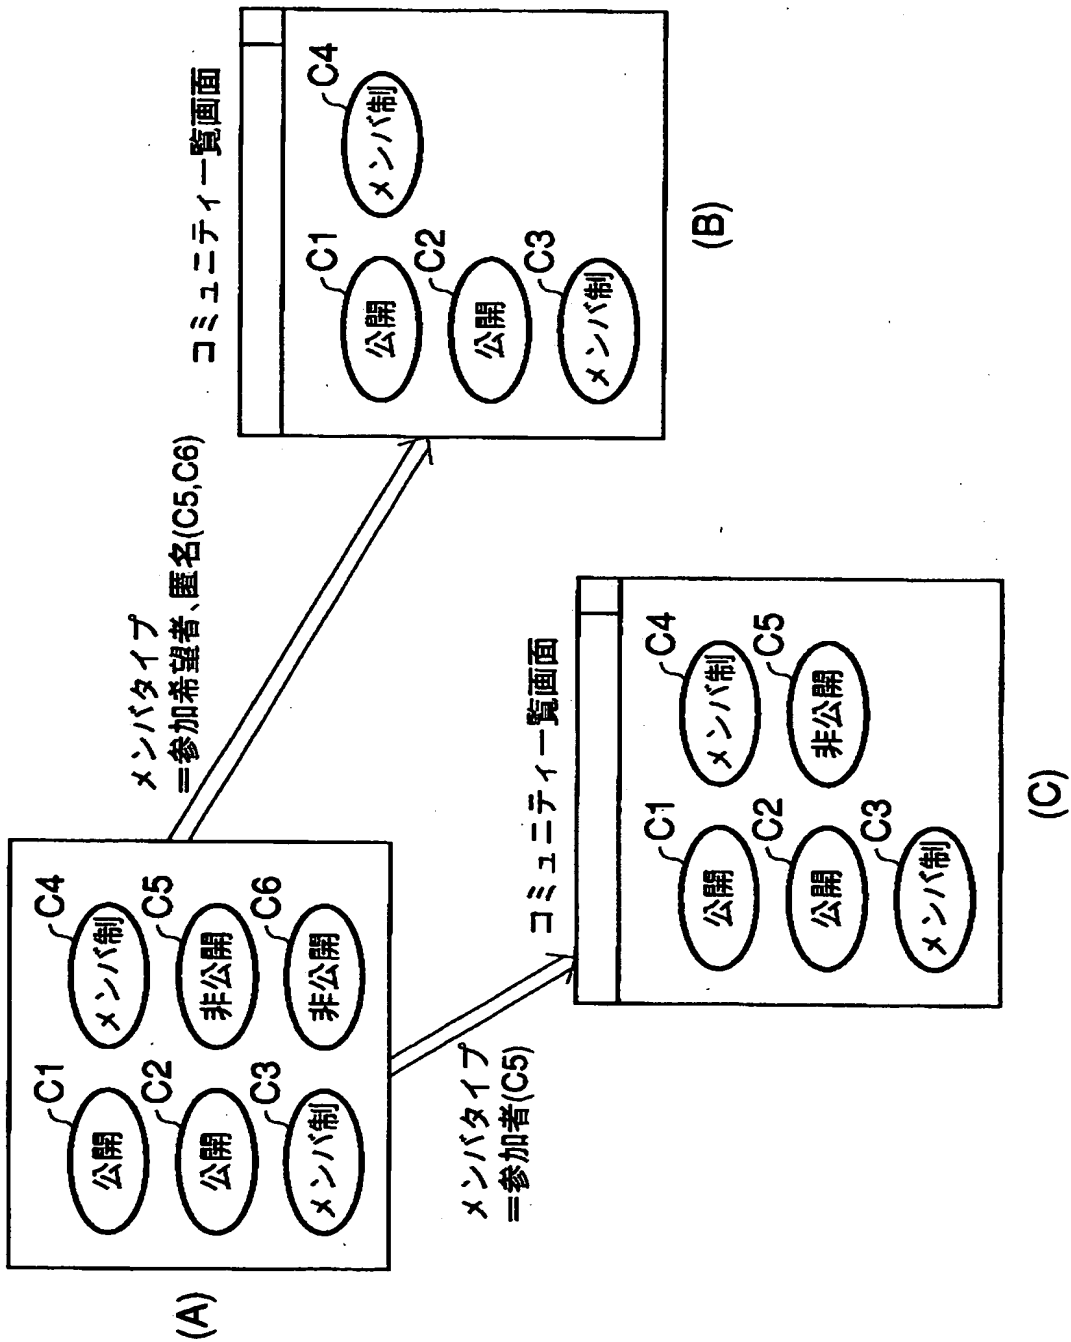 (A)
C1
公開
C2
公開
C3
メンバ制
C4
メンバ制
C5
非公開
C6
非公開
メンバタイプ
=参加希望者、匿名(C5,C6)
コミュニティ一覧画面
C1
公開
C2
公開
C3
メンバ制
C4
メンバ制
(B)
メンバタイプ
=参加者(C5)
コミュニティ一覧画面
C1
公開
C2
公開
C3
メンバ制
C4
メンバ制
C5
非公開
(C)